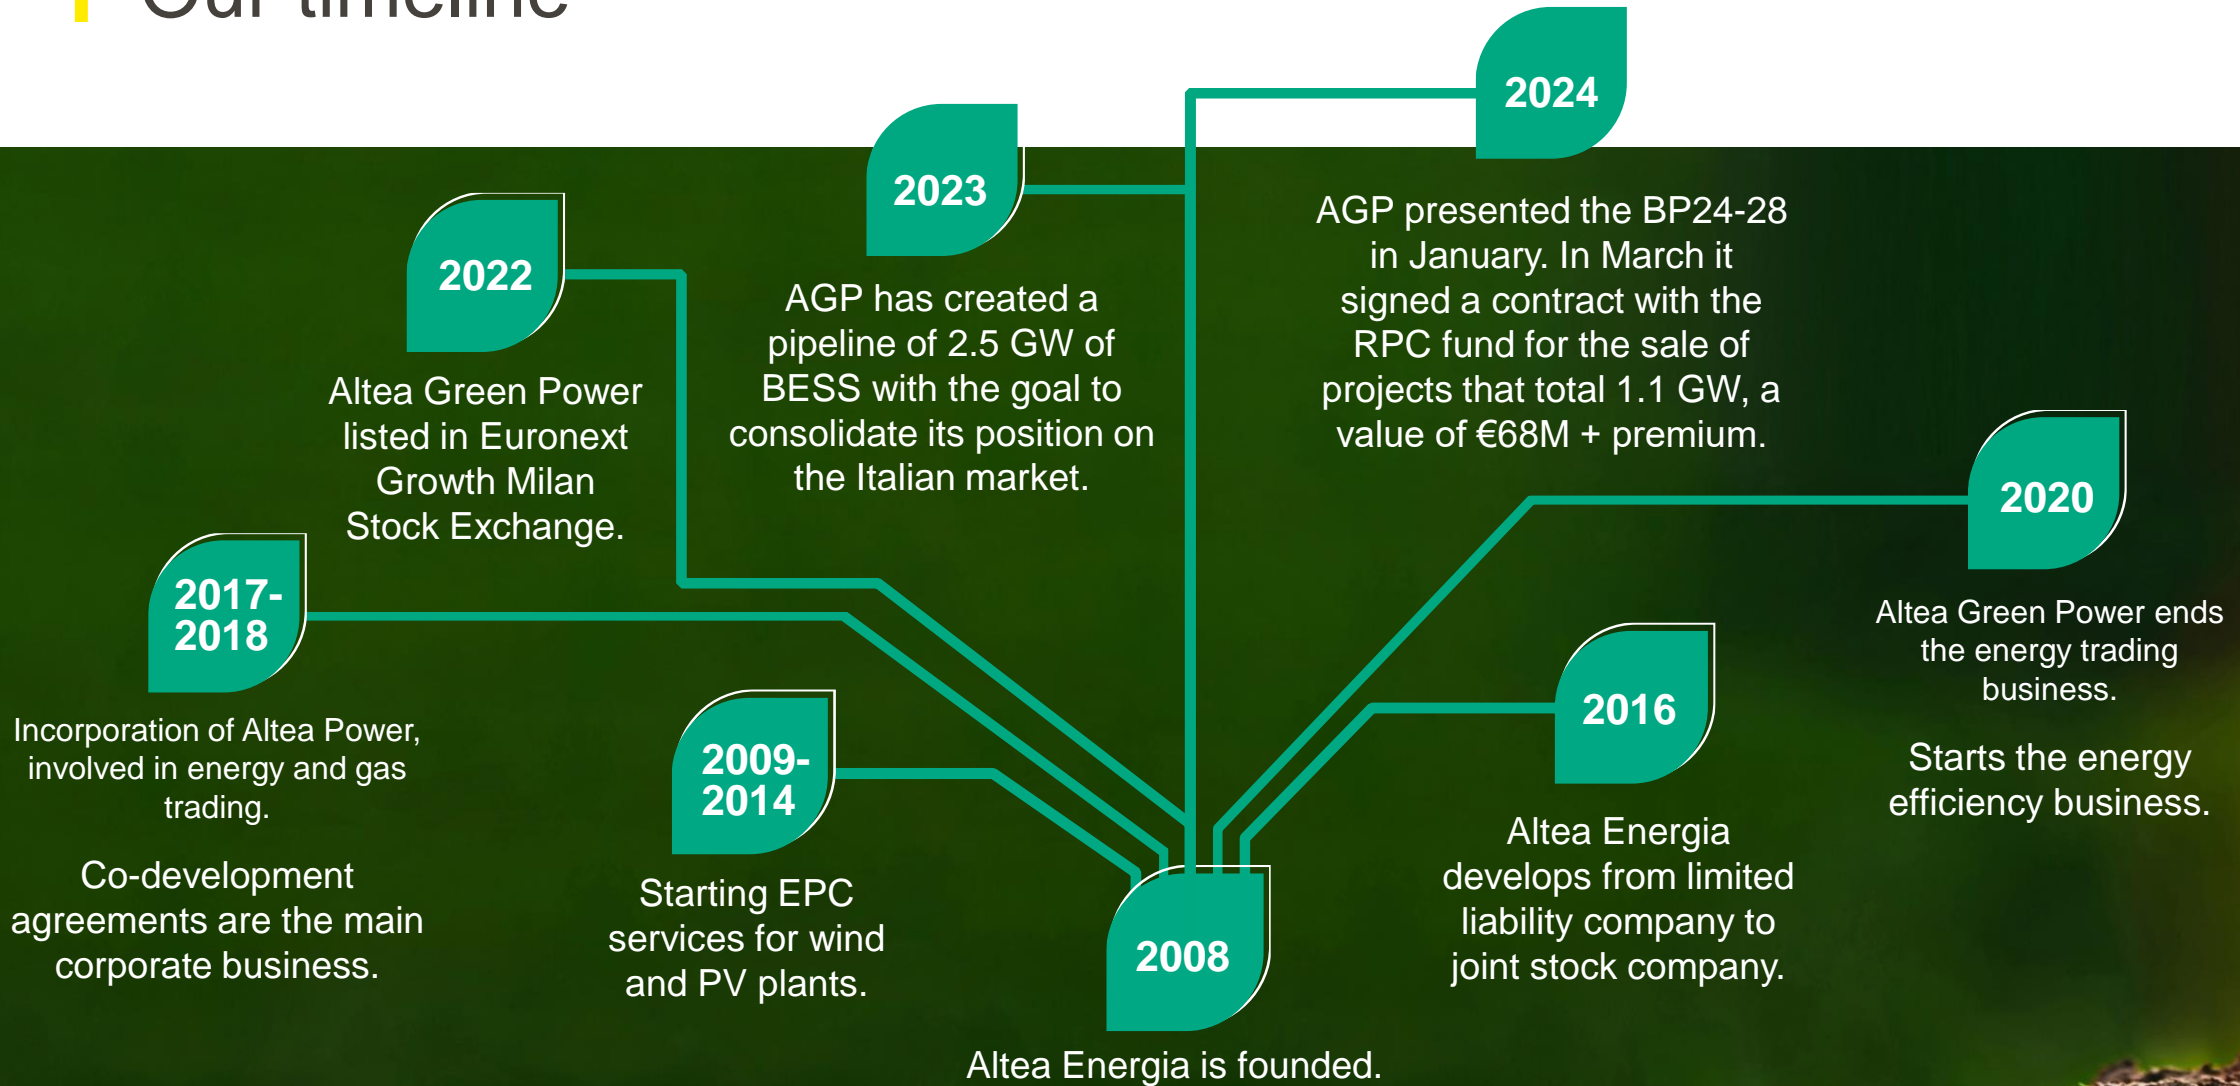 Our timeline
2024
AGP presented the BP24-28
in January. In March it
signed a contract with the
RPC fund for the sale of
projects that total 1.1 GW, a
value of €68M + premium.
2023
AGP has created a
pipeline of 2.5 GW of
BESS with the goal to
consolidate its position on
the Italian market.
2022
Altea Green Power
listed in Euronext
Growth Milan
Stock Exchange.
2020
Altea Green Power ends
the energy trading
business.
Starts the energy
efficiency business.
2017-
2018
Incorporation of Altea Power,
involved in energy and gas
trading.
Co-development
agreements are the main
corporate business.
2016
Altea Energia
develops from limited
liability company to
joint stock company.
2009-
2014
Starting EPC
services for wind
and PV plants.
2008
Altea Energia is founded.